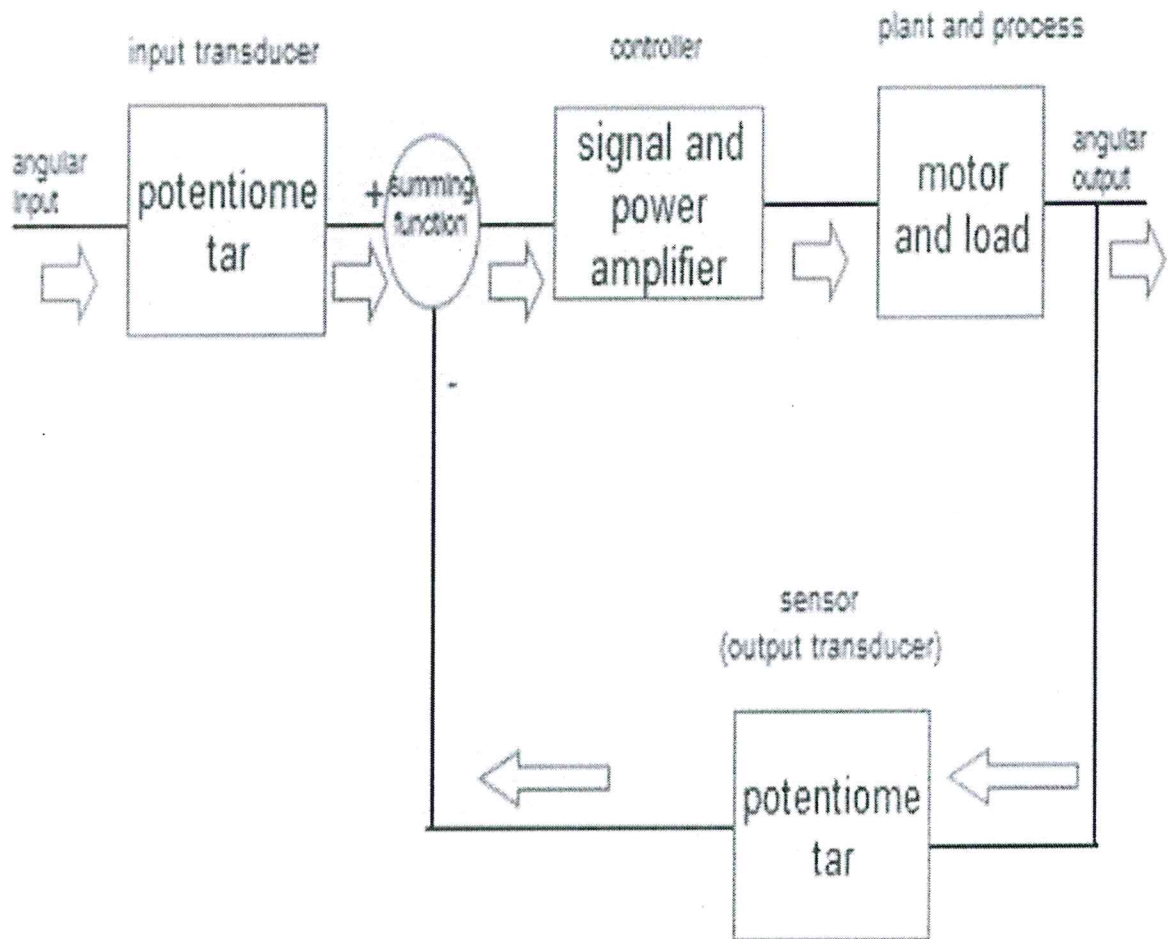 input transducer
controller
plant and process
angular
input
potentiome
tar
+
summing
function
signal and
power
amplifier
motor
and load
angular
output
-
sensor
(output transducer)
potentiome
tar